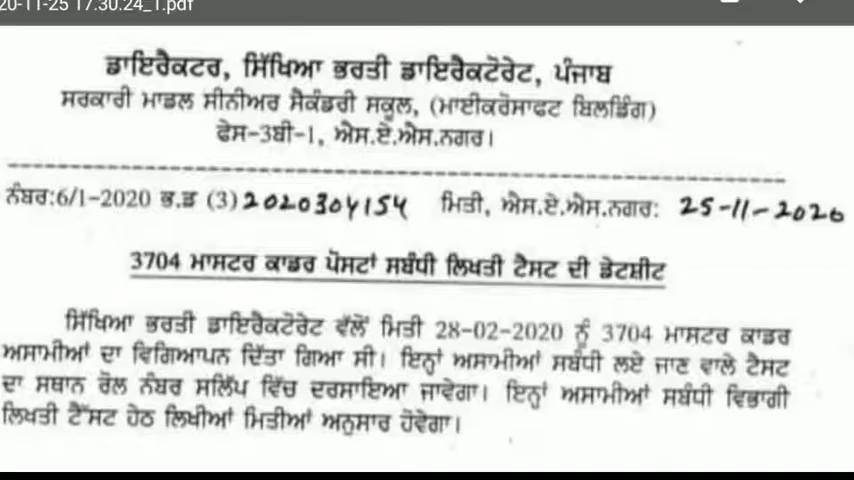 20-11-25 17.30.24_1.pdf
ਡਾਇਰੈਕਟਰ, ਸਿੱਖਿਆ ਭਰਤੀ ਡਾਇਰੈਕਟੋਰੇਟ, ਪੰਜਾਬ
ਸਰਕਾਰੀ ਮਾਡਲ ਸੀਨੀਅਰ ਸੈਕੰਡਰੀ ਸਕੂਲ, (ਮਾਈਕਰੋਸਾਫਟ ਬਿਲਡਿੰਗ)
ਫੇਸ-3ਬੀ-1, ਐਸ.ਏ.ਐਸ.ਨਗਰ।
ਨੰਬਰ:6/1-2020 ਭ.ਡ (3) 2020304154 ਮਿਤੀ, ਐਸ.ਏ.ਐਸ.ਨਗਰ: 25-11-2020
3704 ਮਾਸਟਰ ਕਾਡਰ ਪੋਸਟਾਂ ਸਬੰਧੀ ਲਿਖਤੀ ਟੈਸਟ ਦੀ ਡੇਟਸ਼ੀਟ
ਸਿੱਖਿਆ ਭਰਤੀ ਡਾਇਰੈਕਟੋਰੇਟ ਵੱਲੋਂ ਮਿਤੀ 28-02-2020 ਨੂੰ 3704 ਮਾਸਟਰ ਕਾਡਰ
ਅਸਾਮੀਆਂ ਦਾ ਵਿਗਿਆਪਨ ਦਿੱਤਾ ਗਿਆ ਸੀ। ਇਨ੍ਹਾਂ ਅਸਾਮੀਆਂ ਸਬੰਧੀ ਲਏ ਜਾਣ ਵਾਲੇ ਟੈਸਟ
ਦਾ ਸਥਾਨ ਰੋਲ ਨੰਬਰ ਸਲਿੱਪ ਵਿੱਚ ਦਰਸਾਇਆ ਜਾਵੇਗਾ। ਇਨ੍ਹਾਂ ਅਸਾਮੀਆਂ ਸਬੰਧੀ ਵਿਭਾਗੀ
ਲਿਖਤੀ ਟੈੱਸਟ ਹੇਠ ਲਿਖੀਆਂ ਮਿਤੀਆਂ ਅਨੁਸਾਰ ਹੋਵੇਗਾ।